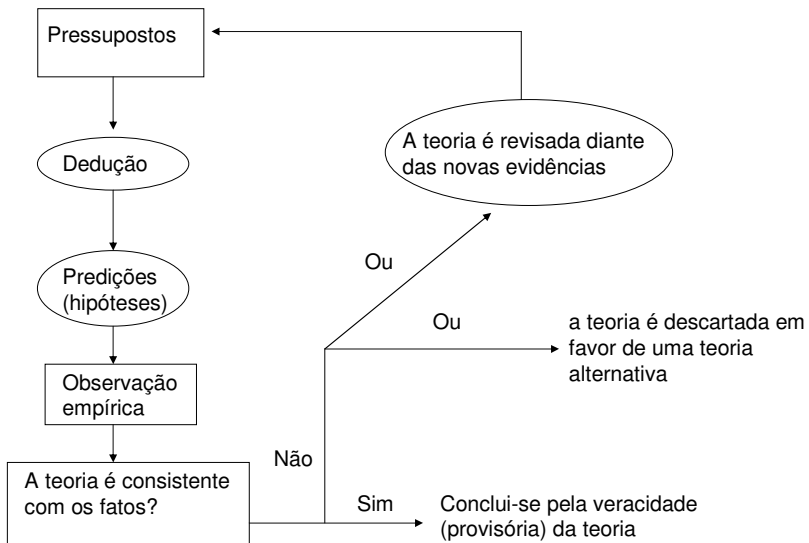 Pressupostos
Dedução
Predições
(hipóteses)
Observação
empírica
A teoria é consistente
com os fatos?
Não
Sim
Conclui-se pela veracidade
(provisória) da teoria
Ou
a teoria é descartada em
favor de uma teoria
alternativa
Ou
A teoria é revisada diante
das novas evidências